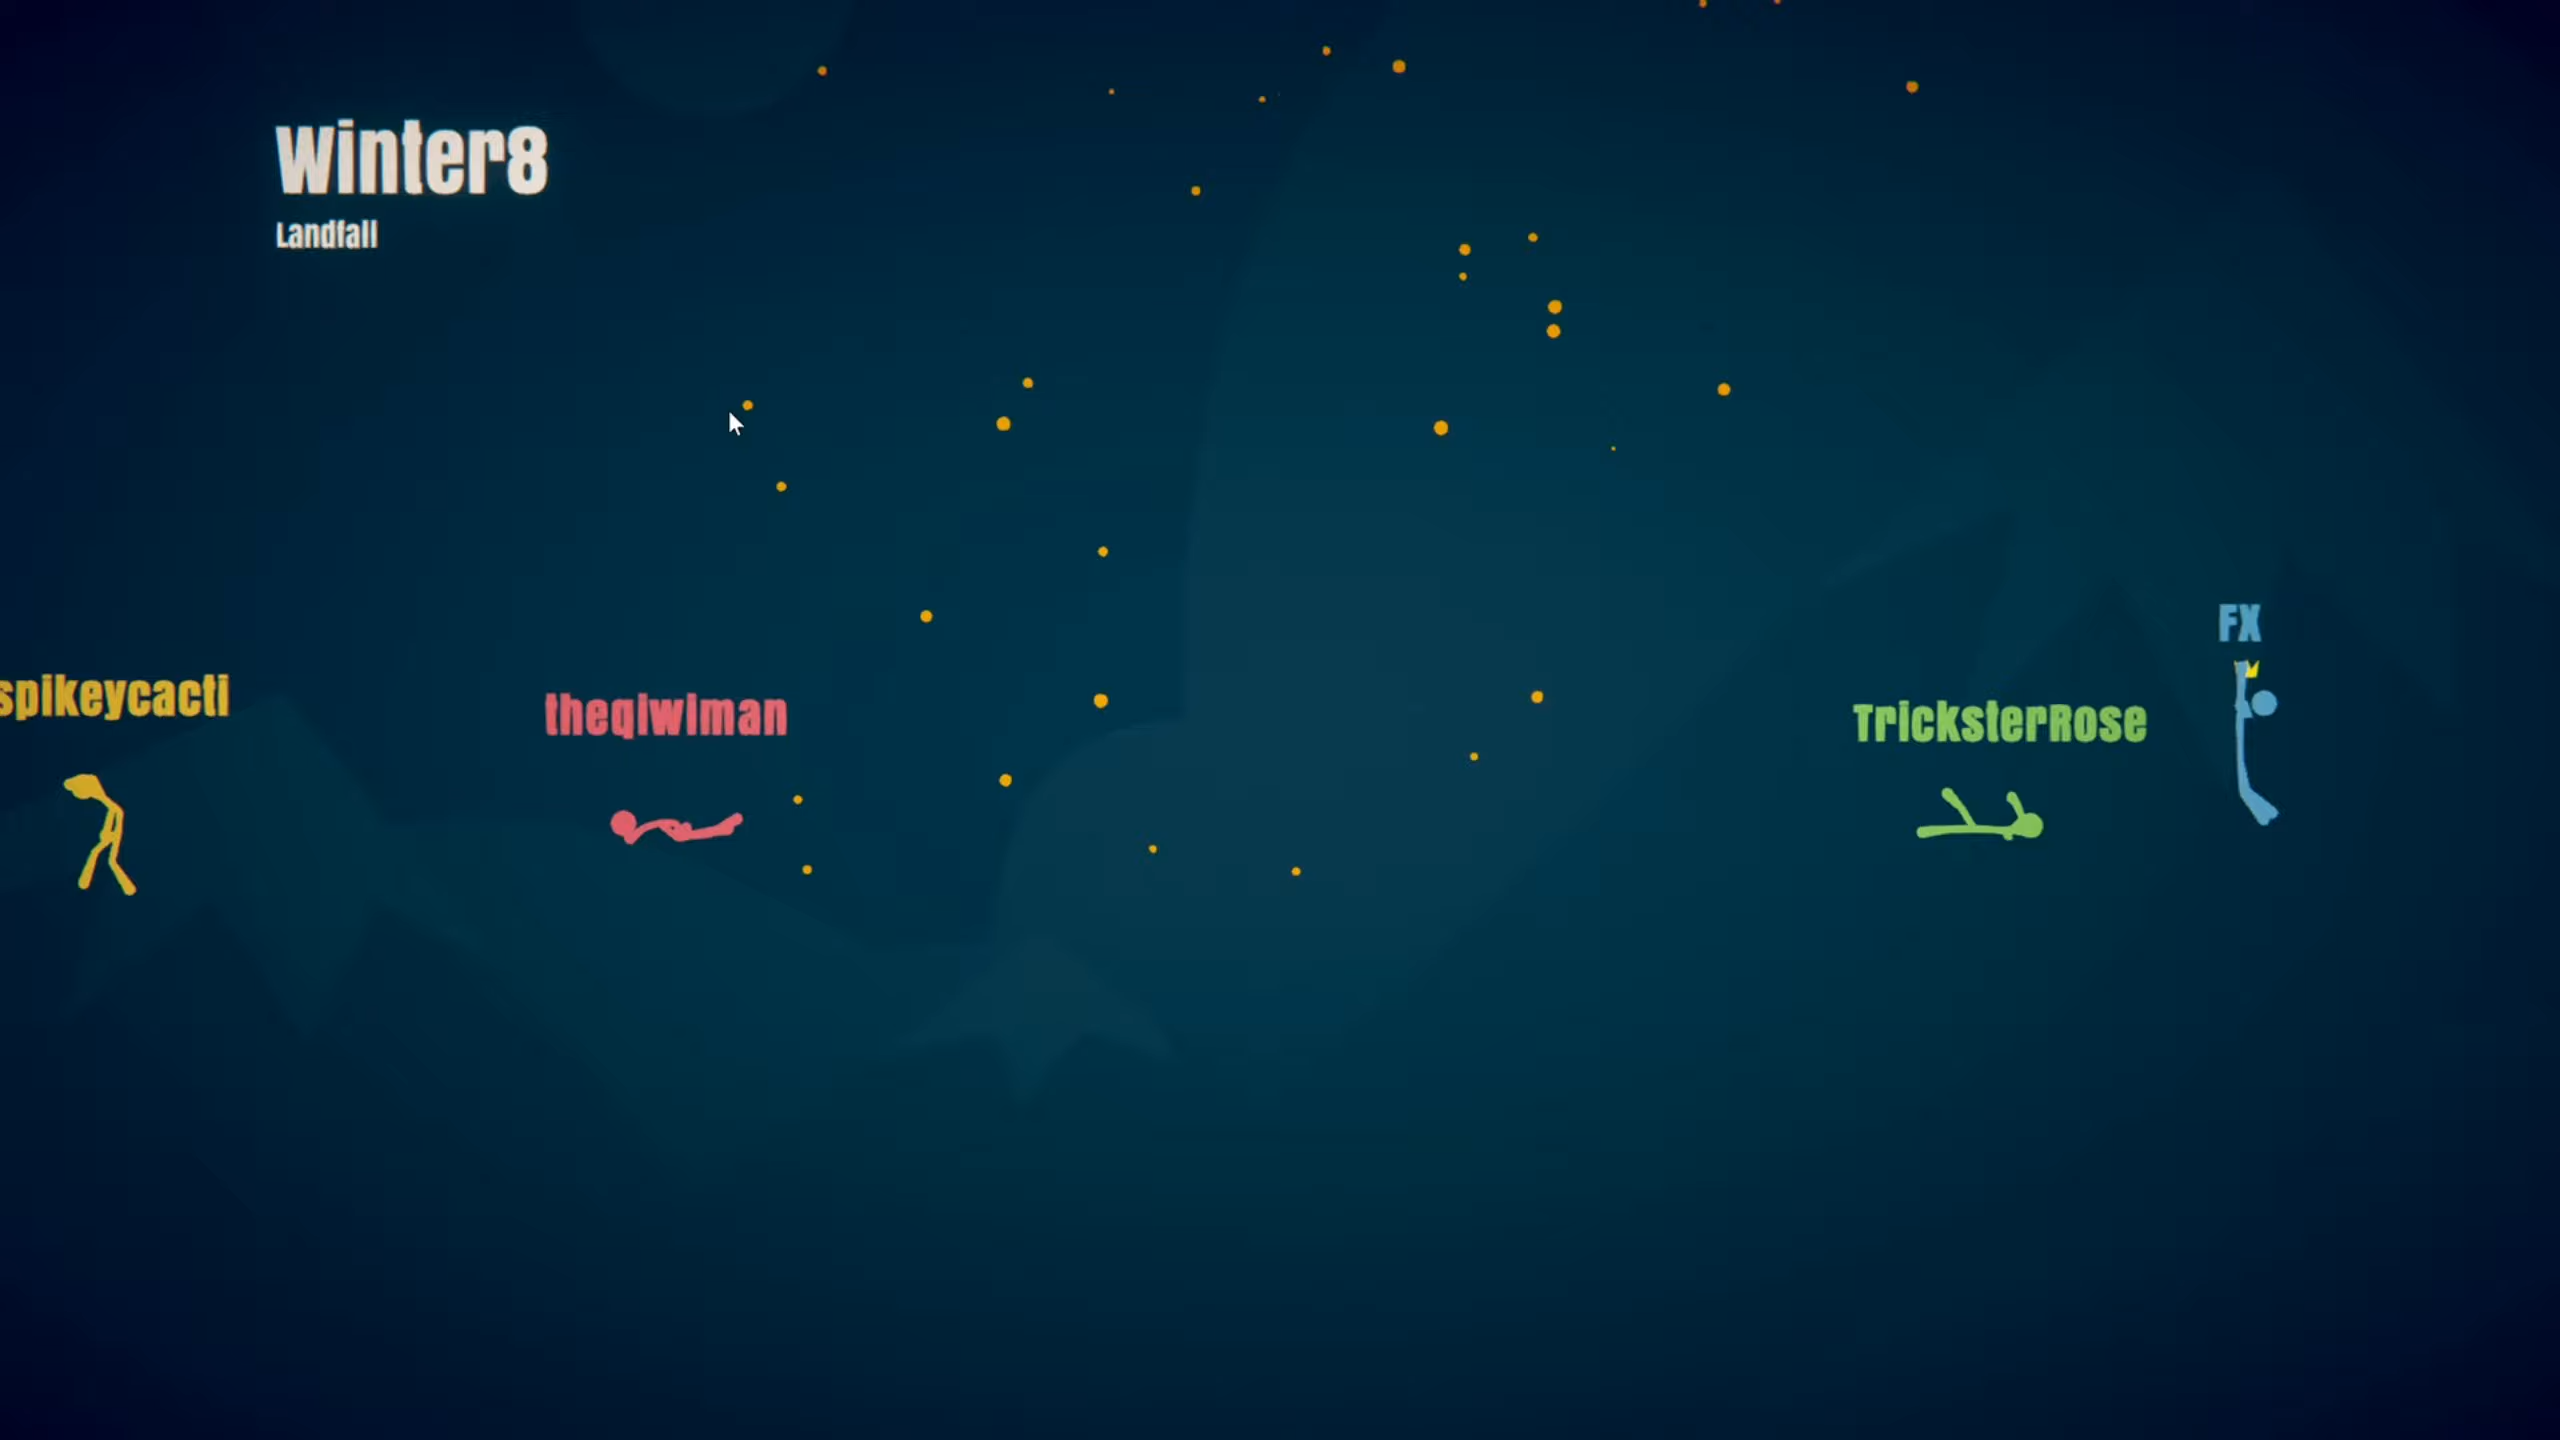 Winter8
Landfall
FX
spikeycacti
theqiwiman
TricksterRose